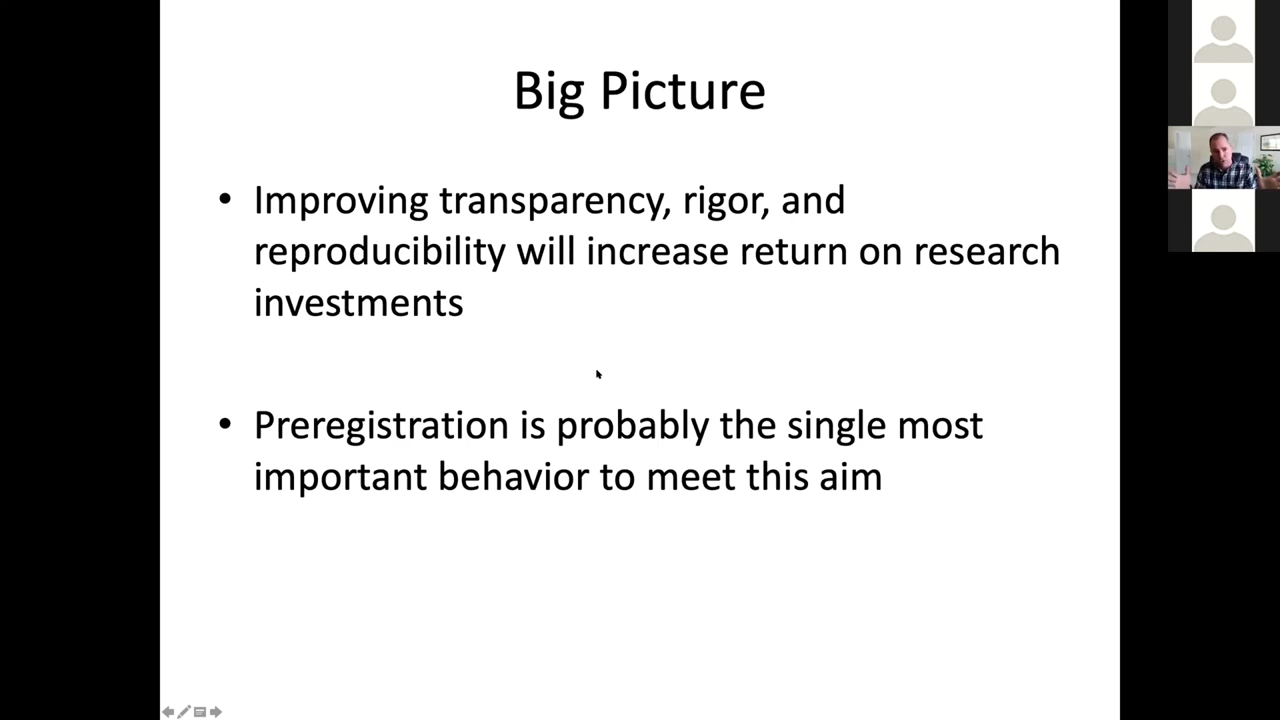 Big Picture
• Improving transparency, rigor, and
reproducibility will increase return on research
investments
• Preregistration is probably the single most
important behavior to meet this aim